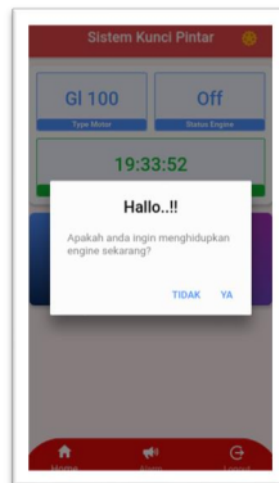 Sistem Kunci Pintar
Gl 100
Off
Type Motor
Status Engine
19:33:52
Hallo..!!
Apakah anda ingin menghidupkan
engine sekarang?
TIDAK YA
Home
Alarm
Logout